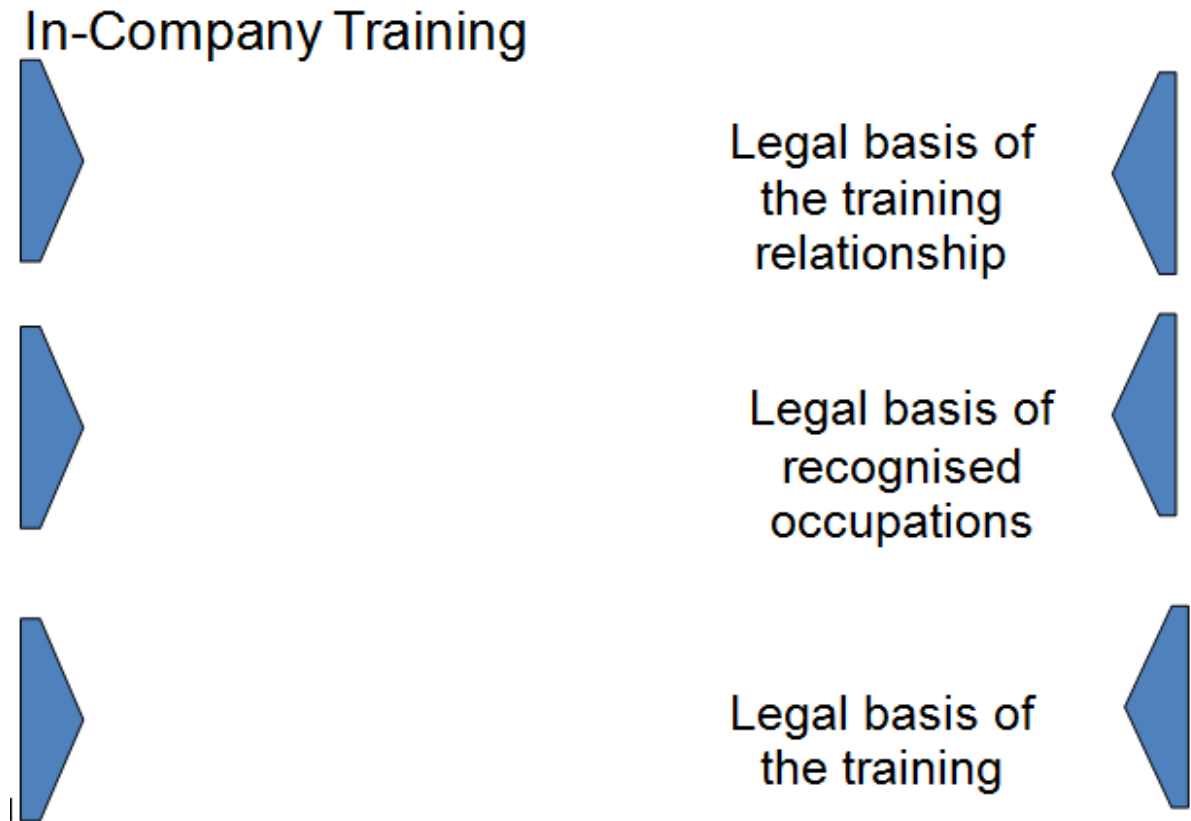 In-Company Training
Legal basis of
the training
relationship
Legal basis of
recognised
occupations
Legal basis of
the training